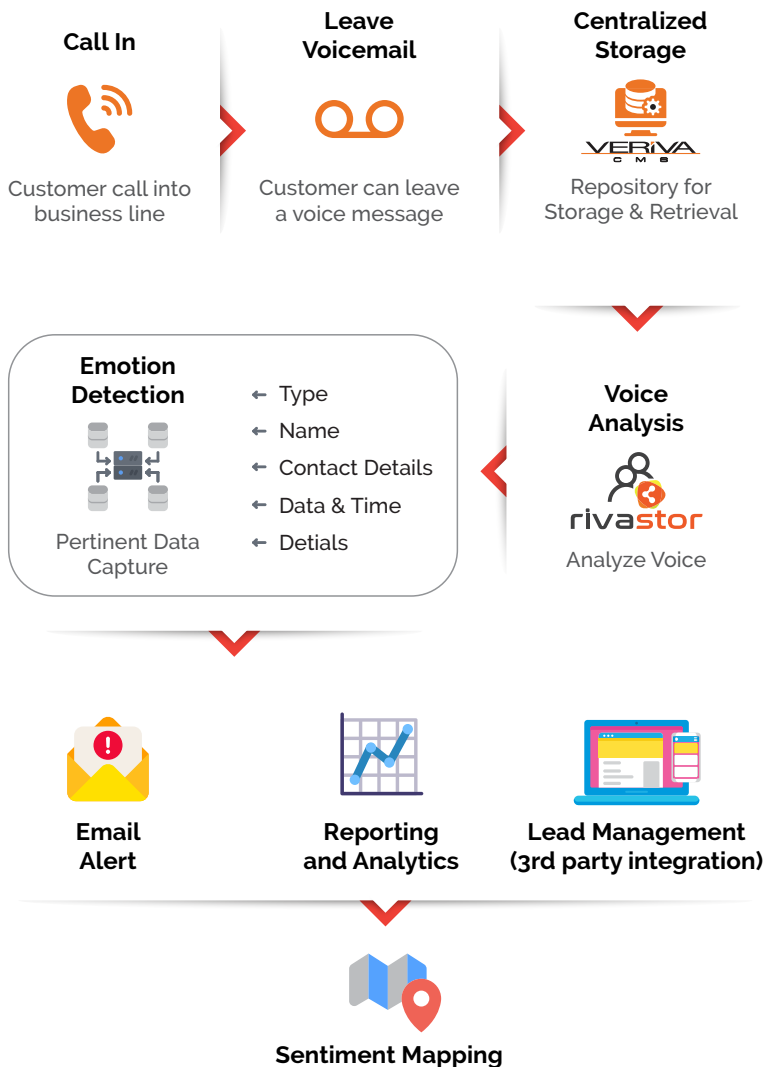 Call In
Customer call into
business line
Leave
Voicemail
Customer can leave
a voice message
Centralized
Storage
VERIVA
CMS
Repository for
Storage & Retrieval
Voice
Analysis
rivastor
Analyze Voice
Emotion
Detection
Pertinent Data
Capture
Type
Name
Contact Details
Data & Time
Detials
Email
Alert
Reporting
and Analytics
Lead Management
(3rd party integration)
Sentiment Mapping